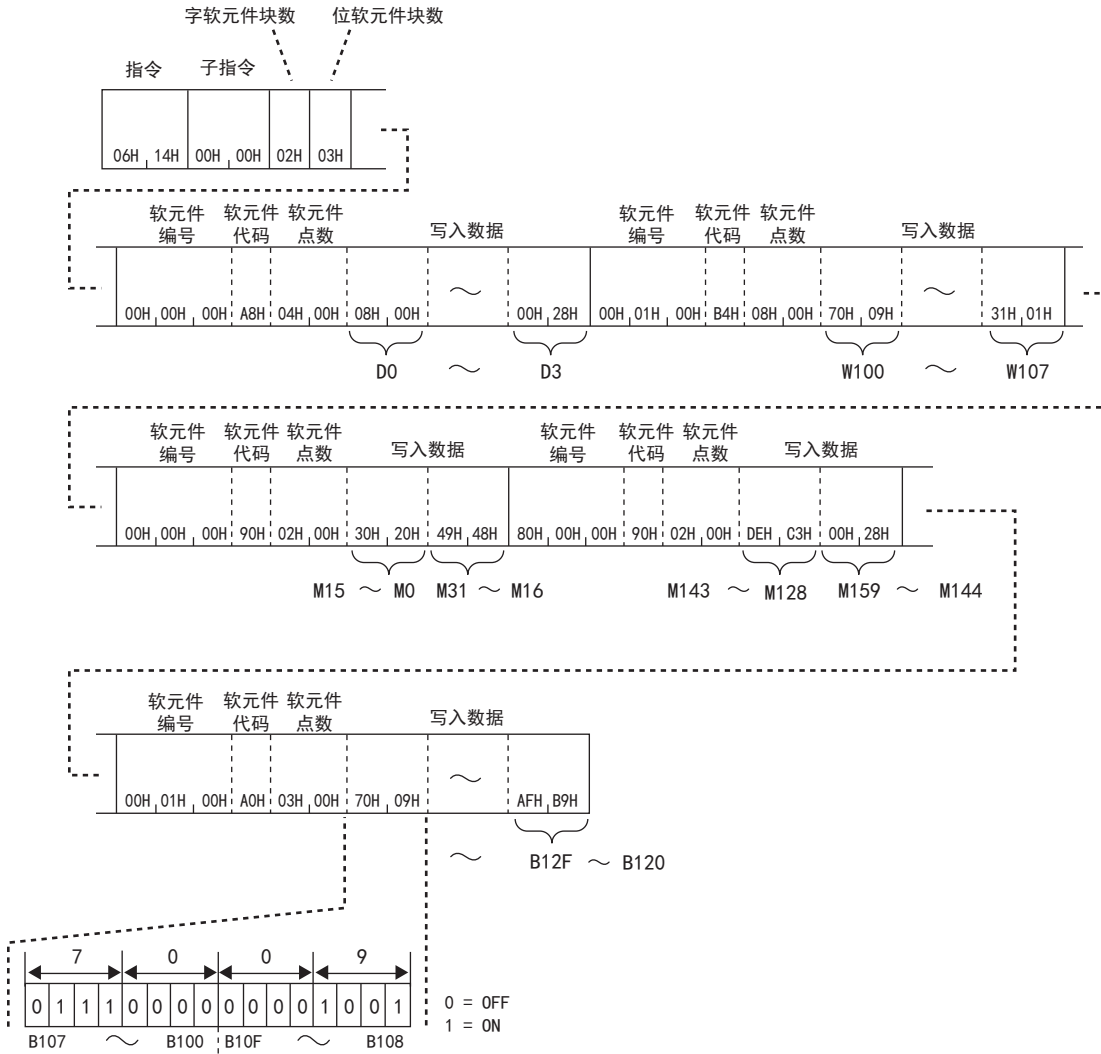 字软元件块数 位软元件块数
指令 子指令
06H 14H 00H 00H 02H 03H
软元件 软元件 软元件 软元件 软元件 软元件
编号 代码 点数 写入数据 编号 代码 点数 写入数据
00H 00H 00H A8H 04H 00H 08H 00H ～ 00H 28H 00H 01H 00H B4H 08H 00H 70H 09H ～ 31H 01H
D0 ～ D3 W100 ～ W107
软元件 软元件 软元件 软元件 软元件 软元件
编号 代码 点数 写入数据 编号 代码 点数 写入数据
00H 00H 00H 90H 02H 00H 30H 20H 49H 48H 80H 00H 00H 90H 02H 00H DEH C3H 00H 28H
M15 ～ M0 M31 ～ M16 M143 ～ M128 M159 ～ M144
软元件 软元件 软元件
编号 代码 点数 写入数据
00H 01H 00H A0H 03H 00H 70H 09H ～ AFH B9H
～ B12F ～ B120
7 0 0 9
0 1 1 1 0 0 0 0 0 0 0 0 1 0 0 1
0 = OFF
1 = ON
B107 ～ B100 B10F ～ B108